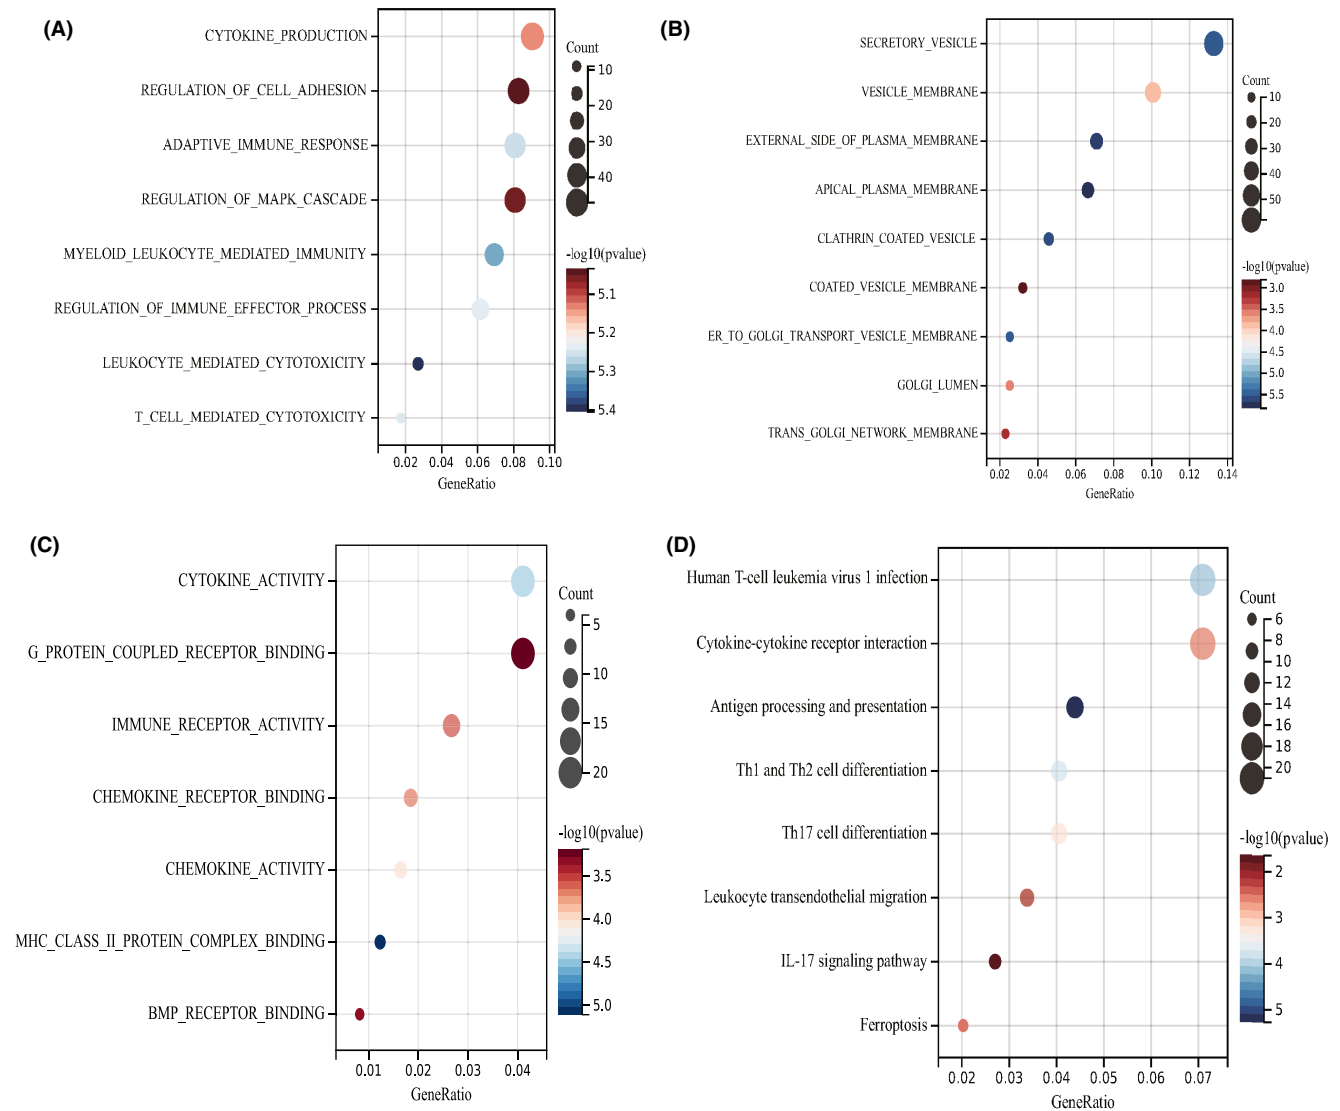 (A)
CYTOKINE_PRODUCTION
REGULATION_OF_CELL_ADHESION
ADAPTIVE_IMMUNE_RESPONSE
REGULATION_OF_MAPK_CASCADE
MYELOID_LEUKOCYTE_MEDIATED_IMMUNITY
REGULATION_OF_IMMUNE_EFFECTOR_PROCESS
LEUKOCYTE_MEDIATED_CYTOTOXICITY
T_CELL_MEDIATED_CYTOTOXICITY
0.02 0.04 0.06 0.08 0.10
GeneRatio
Count
10
20
30
40
-log10(pvalue)
5.1
5.2
5.3
5.4
(B)
SECRETORY_VESICLE
VESICLE_MEMBRANE
EXTERNAL_SIDE_OF_PLASMA_MEMBRANE
APICAL_PLASMA_MEMBRANE
CLATHRIN_COATED_VESICLE
COATED_VESICLE_MEMBRANE
ER_TO_GOLGI_TRANSPORT_VESICLE_MEMBRANE
GOLGI_LUMEN
TRANS_GOLGI_NETWORK_MEMBRANE
0.02 0.04 0.06 0.08 0.10 0.12 0.14
GeneRatio
Count
10
20
30
40
50
-log10(pvalue)
3.0
3.5
4.0
4.5
5.0
5.5
(C)
CYTOKINE_ACTIVITY
G_PROTEIN_COUPLED_RECEPTOR_BINDING
IMMUNE_RECEPTOR_ACTIVITY
CHEMOKINE_RECEPTOR_BINDING
CHEMOKINE_ACTIVITY
MHC_CLASS_II_PROTEIN_COMPLEX_BINDING
BMP_RECEPTOR_BINDING
0.01 0.02 0.03 0.04
GeneRatio
Count
5
10
15
20
-log10(pvalue)
3.5
4.0
4.5
5.0
(D)
Human T-cell leukemia virus 1 infection
Cytokine-cytokine receptor interaction
Antigen processing and presentation
Th1 and Th2 cell differentiation
Th17 cell differentiation
Leukocyte transendothelial migration
IL-17 signaling pathway
Ferroptosis
0.02 0.03 0.04 0.05 0.06 0.07
GeneRatio
Count
6
8
10
12
14
16
18
20
-log10(pvalue)
2
3
4
5